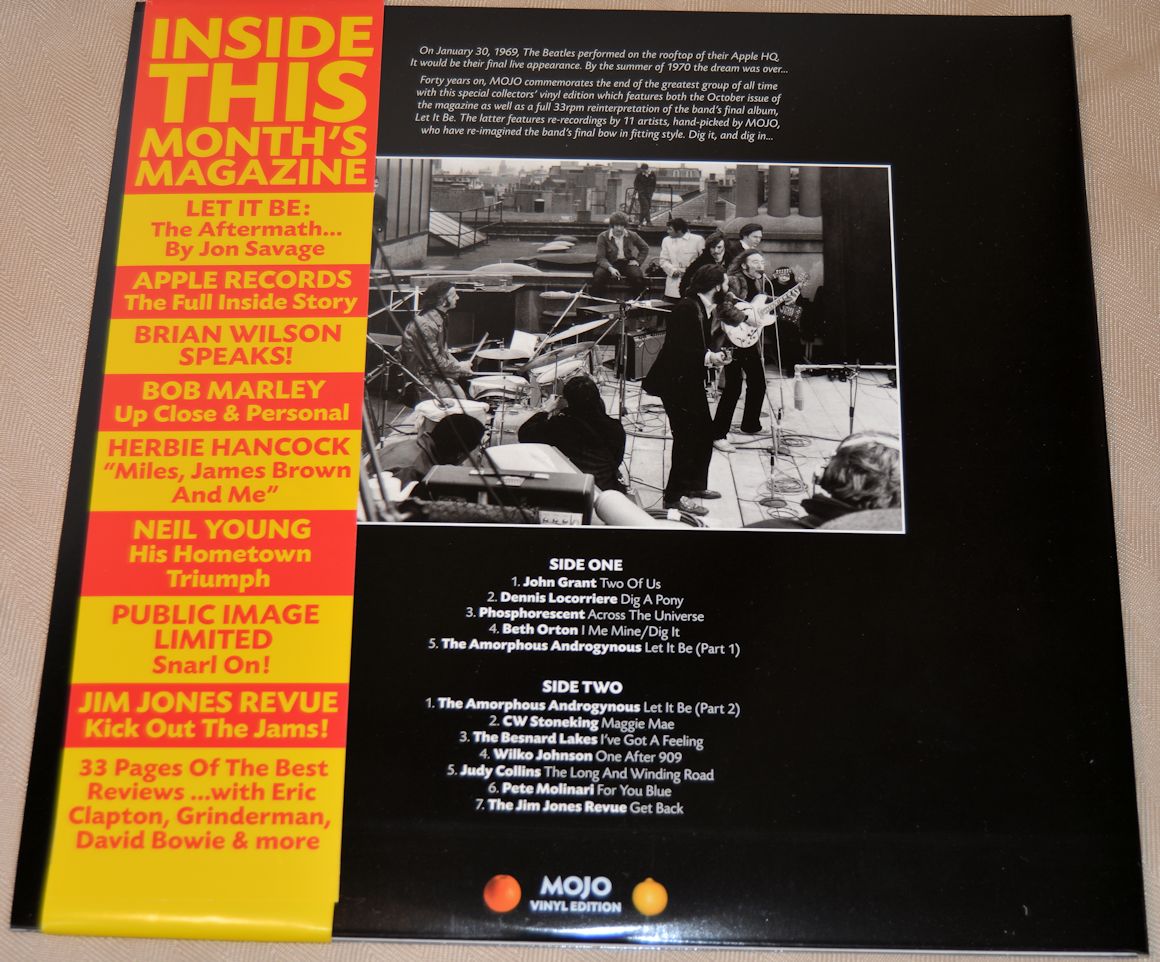 INSIDE
THIS
MONTH'S
MAGAZINE
LET IT BE:
The Aftermath...
By Jon Savage
APPLE RECORDS
The Full Inside Story
BRIAN WILSON
SPEAKS!
BOB MARLEY
Up Close & Personal
HERBIE HANCOCK
"Miles, James Brown
And Me"
NEIL YOUNG
His Hometown
Triumph
PUBLIC IMAGE
LIMITED
Snarl On!
JIM JONES REVUE
Kick Out The Jams!
33 Pages Of The Best
Reviews ...with Eric
Clapton, Grinderman,
David Bowie & more
On January 30, 1969, The Beatles performed on the rooftop of their Apple HQ.
It would be their final live appearance. By the summer of 1970 the dream was over...
Forty years on, MOJO commemorates the end of the greatest group of all time
with this special collectors' vinyl edition which features both the October issue of
the magazine as well as a full 33rpm reinterpretation of the band's final album,
Let It Be. The latter features re-recordings by 11 artists, hand-picked by MOJO,
who have re-imagined the band's final bow in fitting style. Dig it, and dig in...
SIDE ONE
1. John Grant Two Of Us
2. Dennis Locorriere Dig A Pony
3. Phosphorescent Across The Universe
4. Beth Orton I Me Mine/Dig It
5. The Amorphous Androgynous Let It Be (Part 1)
SIDE TWO
1. The Amorphous Androgynous Let It Be (Part 2)
2. CW Stoneking Maggie Mae
3. The Besnard Lakes I've Got A Feeling
4. Wilko Johnson One After 909
5. Judy Collins The Long And Winding Road
6. Pete Molinari For You Blue
7. The Jim Jones Revue Get Back
MOJO
VINYL EDITION